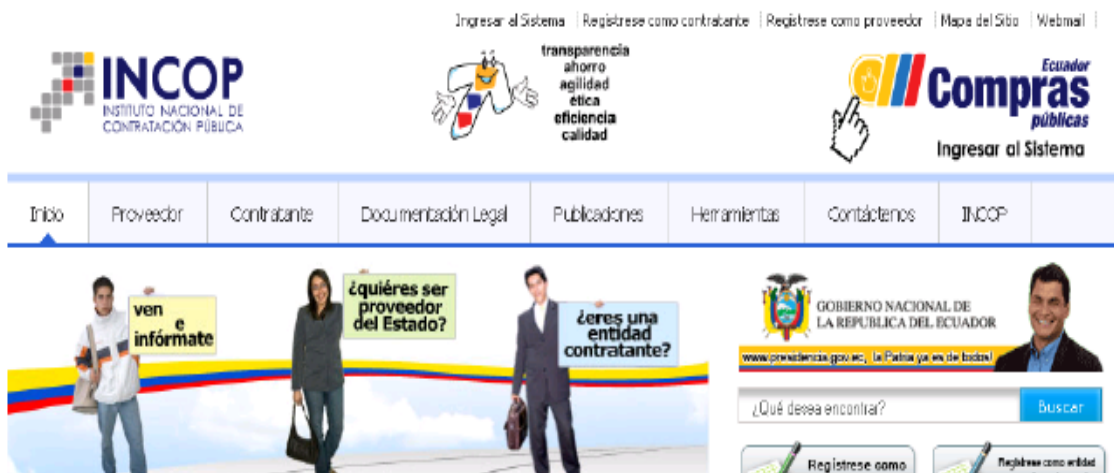 Ingresar al Sistema | Registrese como contratante | Registrese como proveedor | Mapa del Sitio | Webmail |
INCOP
INSTITUTO NACIONAL DE
CONTRATACIÓN PÚBLICA
transparencia
ahorro
agilidad
ética
eficiencia
calidad
Ecuador
Compras
públicas
Ingresar al Sistema
Inicio Proveedor Contratante Documentación Legal Publicaciones Herramientas Contáctenos INCOP
ven
e
infórmate
¿quiéres ser
proveedor
del Estado?
¿eres una
entidad
contratante?
GOBIERNO NACIONAL DE
LA REPUBLICA DEL ECUADOR
www.presidencia.gov.ec, la Patria ya es de todos!
¿Qué desea encontrar? Buscar
Registrese como
Registrese como entidad